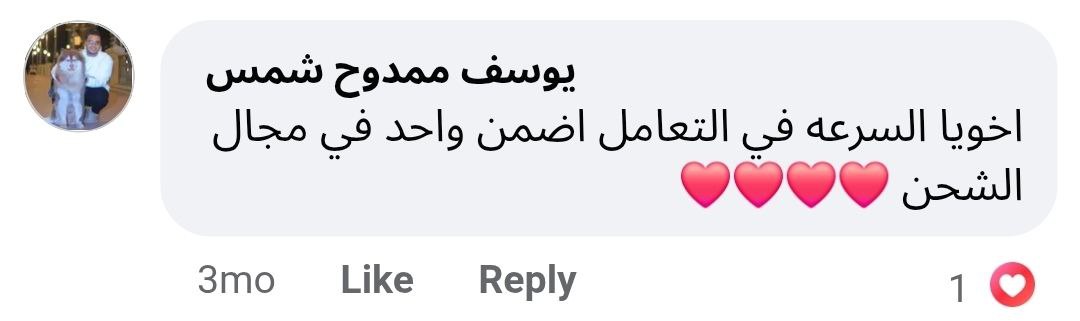 يوسف ممدوح شمس
اخويا السرعه في التعامل اضمن واحد في مجال
الشحن ❤️❤️❤️❤️
3mo Like Reply 1